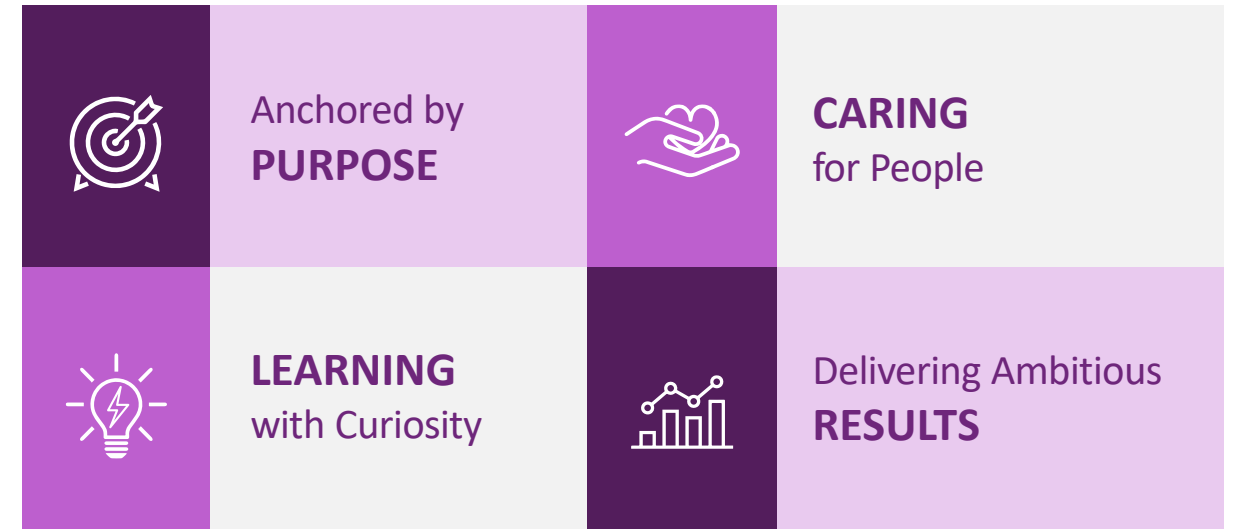 Anchored by
PURPOSE
CARING
for People
LEARNING
with Curiosity
Delivering Ambitious
RESULTS